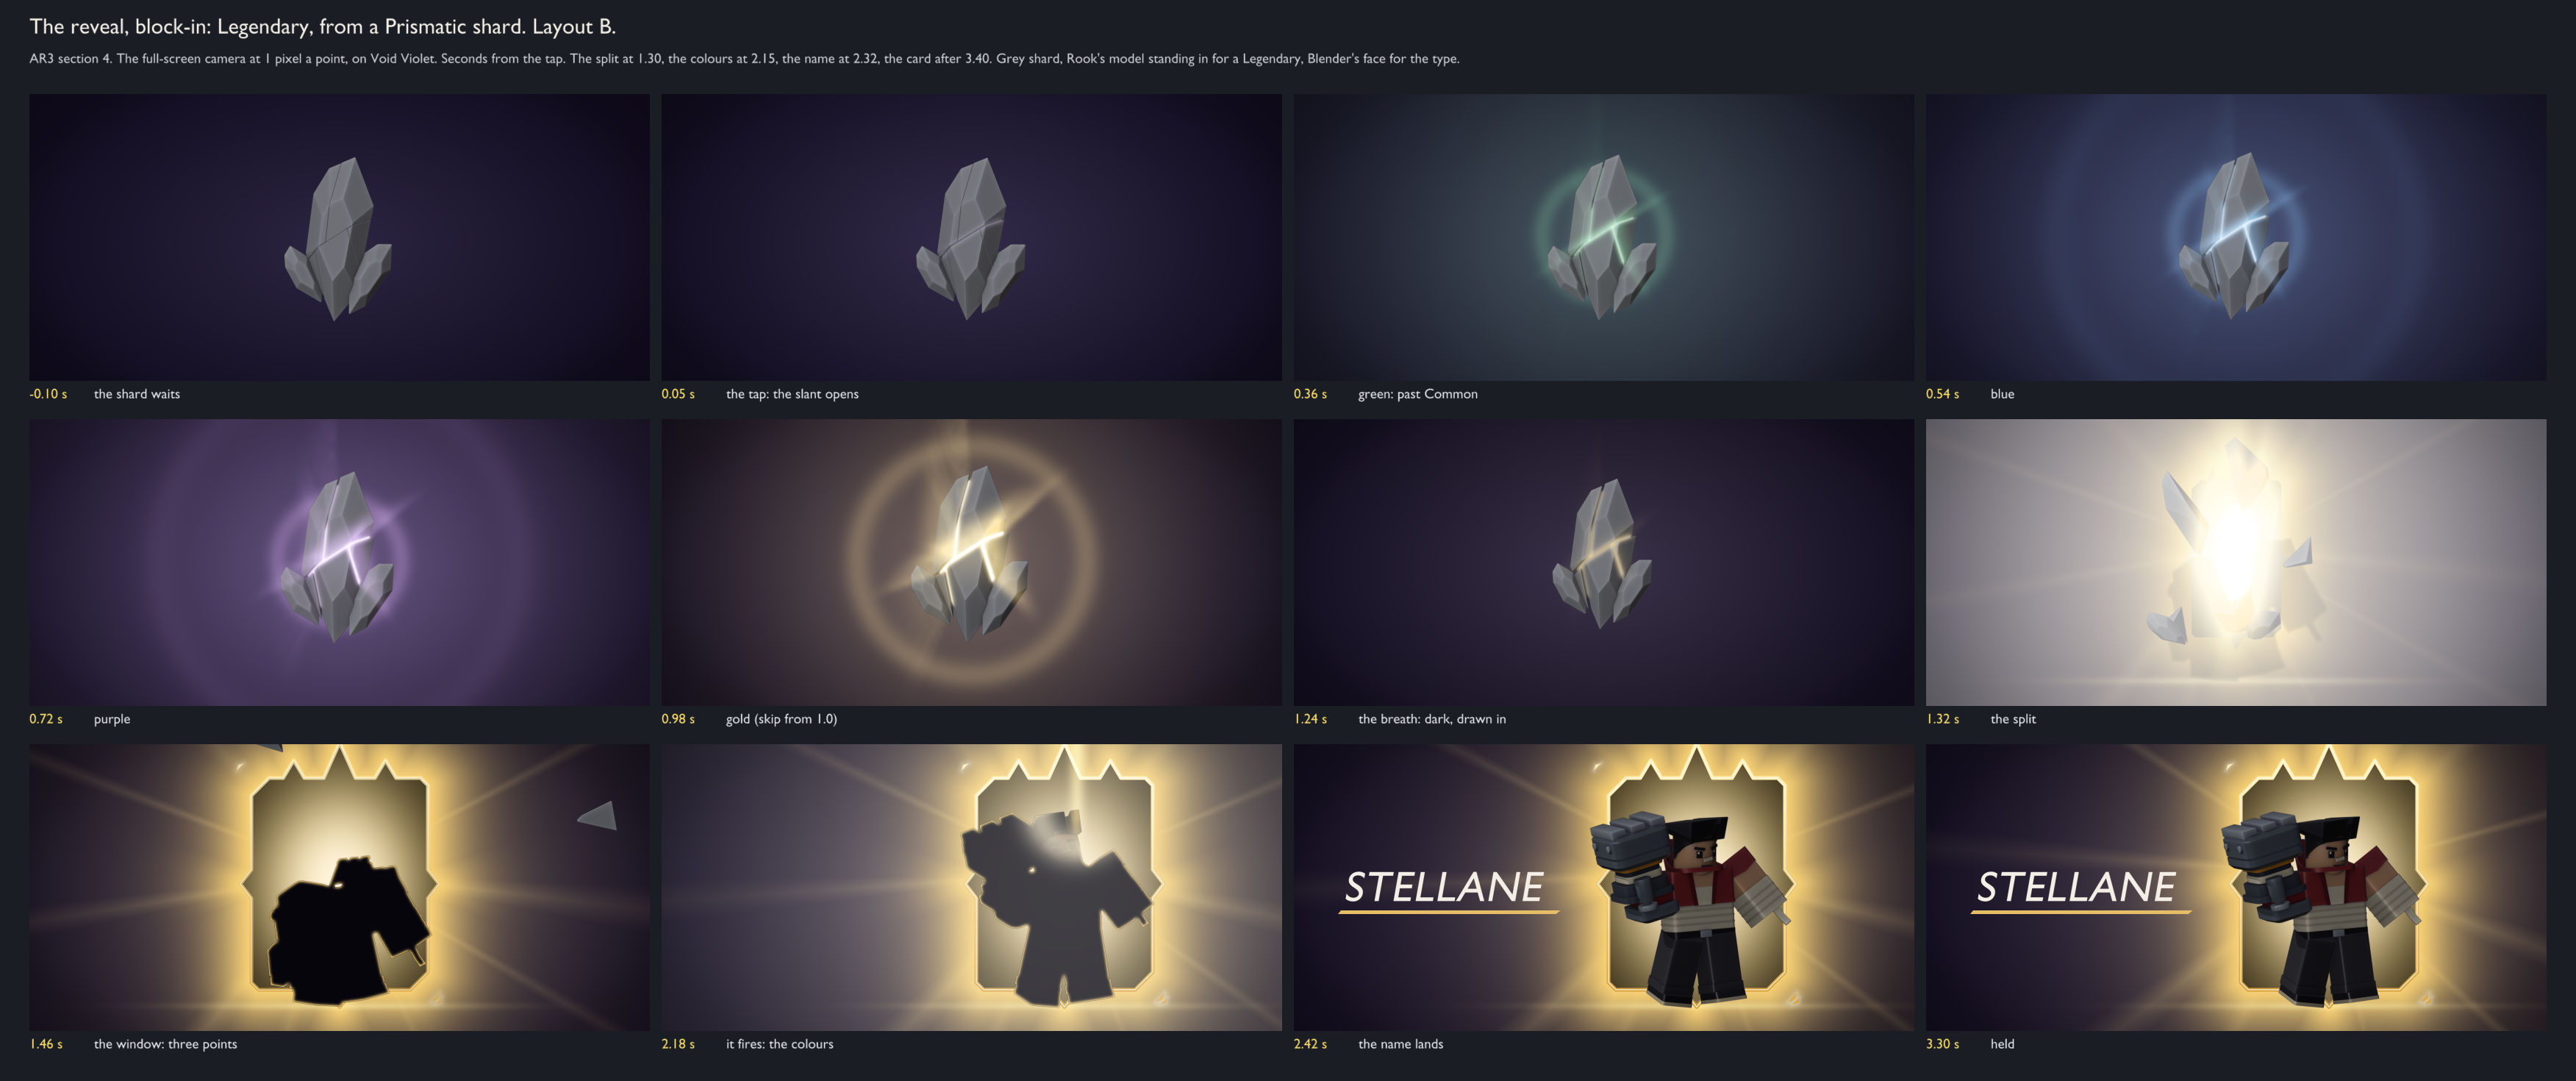 The reveal, block-in: Legendary, from a Prismatic shard. Layout B.
AR3 section 4. The full-screen camera at 1 pixel a point, on Void Violet. Seconds from the tap. The split at 1.30, the colours at 2.15, the name at 2.32, the card after 3.40. Grey shard, Rook's model standing in for a Legendary, Blender's face for the type.
-0.10 s the shard waits
0.05 s the tap: the slant opens
0.36 s green: past Common
0.54 s blue
0.72 s purple
0.98 s gold (skip from 1.0)
1.24 s the breath: dark, drawn in
1.32 s the split
STELLANE
STELLANE
1.46 s the window: three points
2.18 s it fires: the colours
2.42 s the name lands
3.30 s held